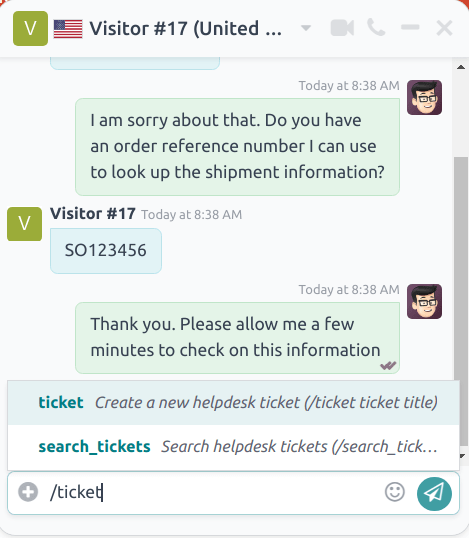 V Visitor #17 (United ...
Today at 8:38 AM
I am sorry about that. Do you have
an order reference number I can use
to look up the shipment information?
V Visitor #17 Today at 8:38 AM
SO123456
Today at 8:38 AM
Thank you. Please allow me a few
minutes to check on this information
ticket Create a new helpdesk ticket (/ticket ticket title)
search_tickets Search helpdesk tickets (/search_tick...
/ticket